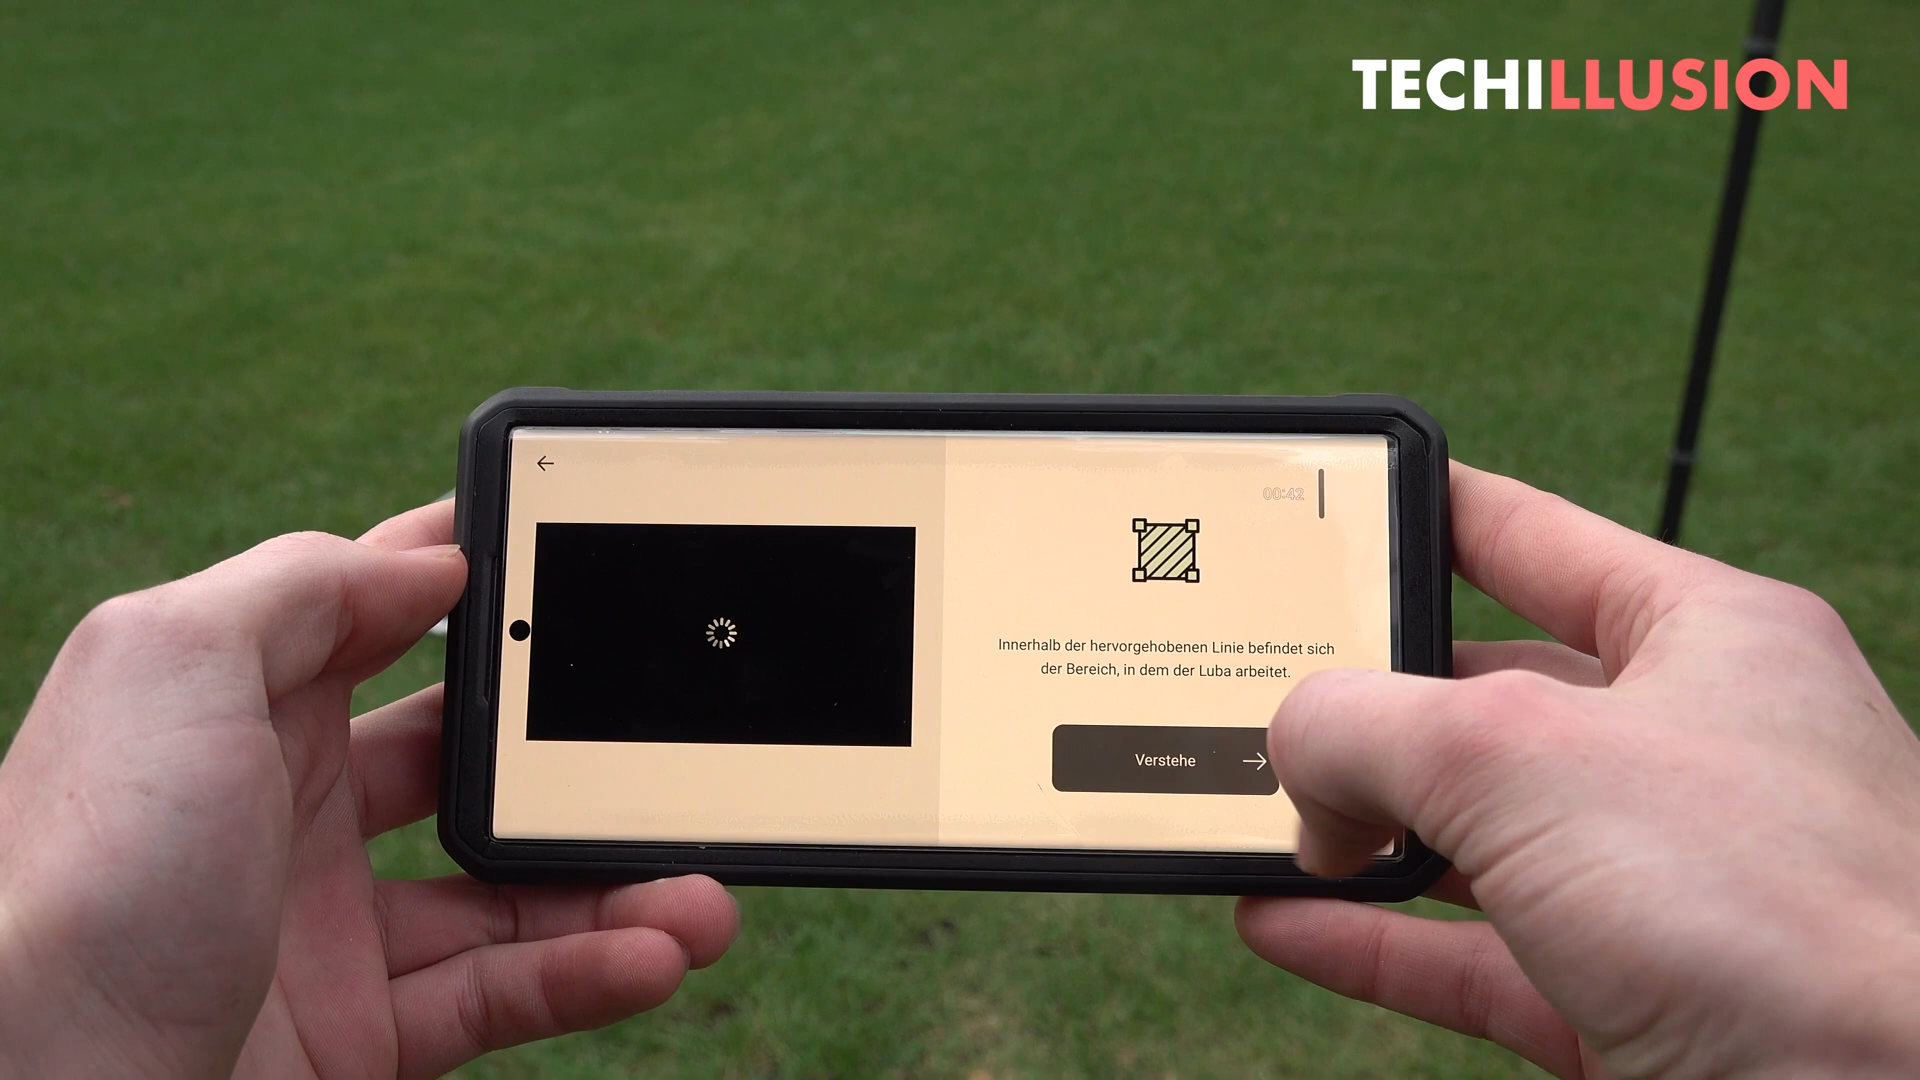 TECHILLUSION
00:42
Innerhalb der hervorgehobenen Linie befindet sich
der Bereich, in dem der Luba arbeitet.
Verstehe